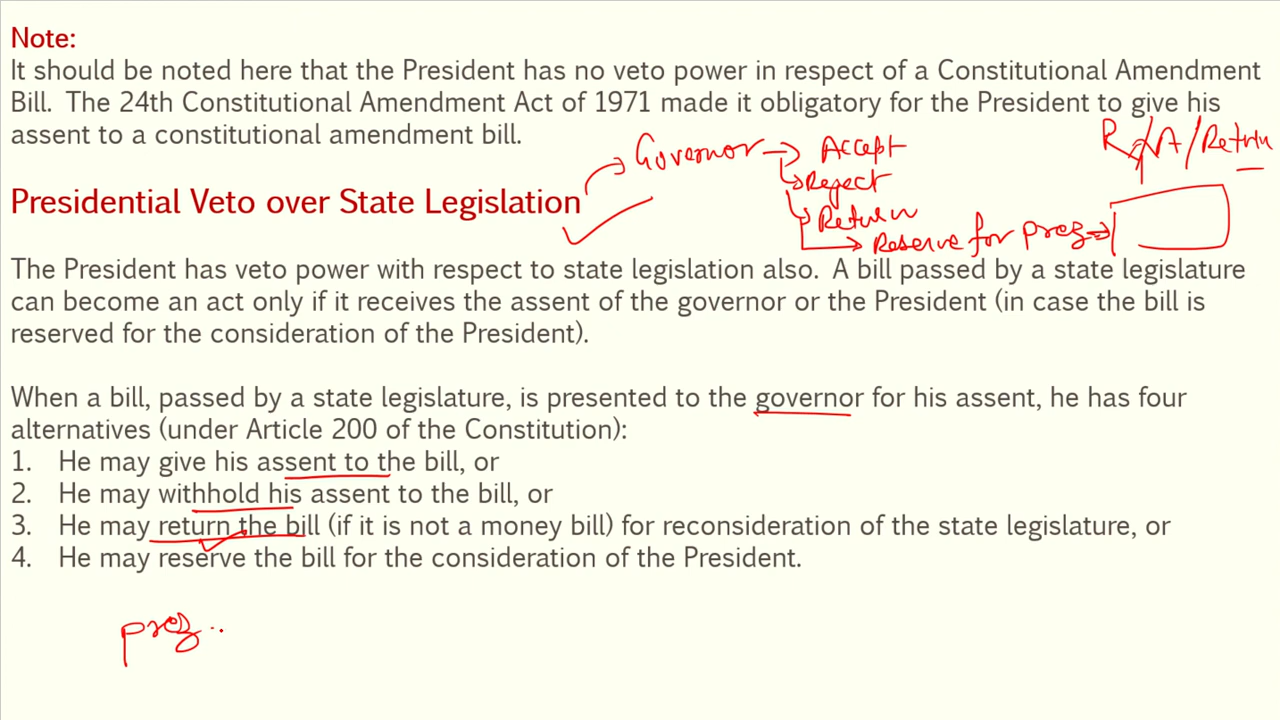 Note:
It should be noted here that the President has no veto power in respect of a Constitutional Amendment
Bill. The 24th Constitutional Amendment Act of 1971 made it obligatory for the President to give his
assent to a constitutional amendment bill.
Governor → Accept
R/A/Return
Reject
Presidential Veto over State Legislation
Return
Reserve for prez →
The President has veto power with respect to state legislation also. A bill passed by a state legislature
can become an act only if it receives the assent of the governor or the President (in case the bill is
reserved for the consideration of the President).
When a bill, passed by a state legislature, is presented to the governor for his assent, he has four
alternatives (under Article 200 of the Constitution):
1. He may give his assent to the bill, or
2. He may withhold his assent to the bill, or
3. He may return the bill (if it is not a money bill) for reconsideration of the state legislature, or
4. He may reserve the bill for the consideration of the President.
prez